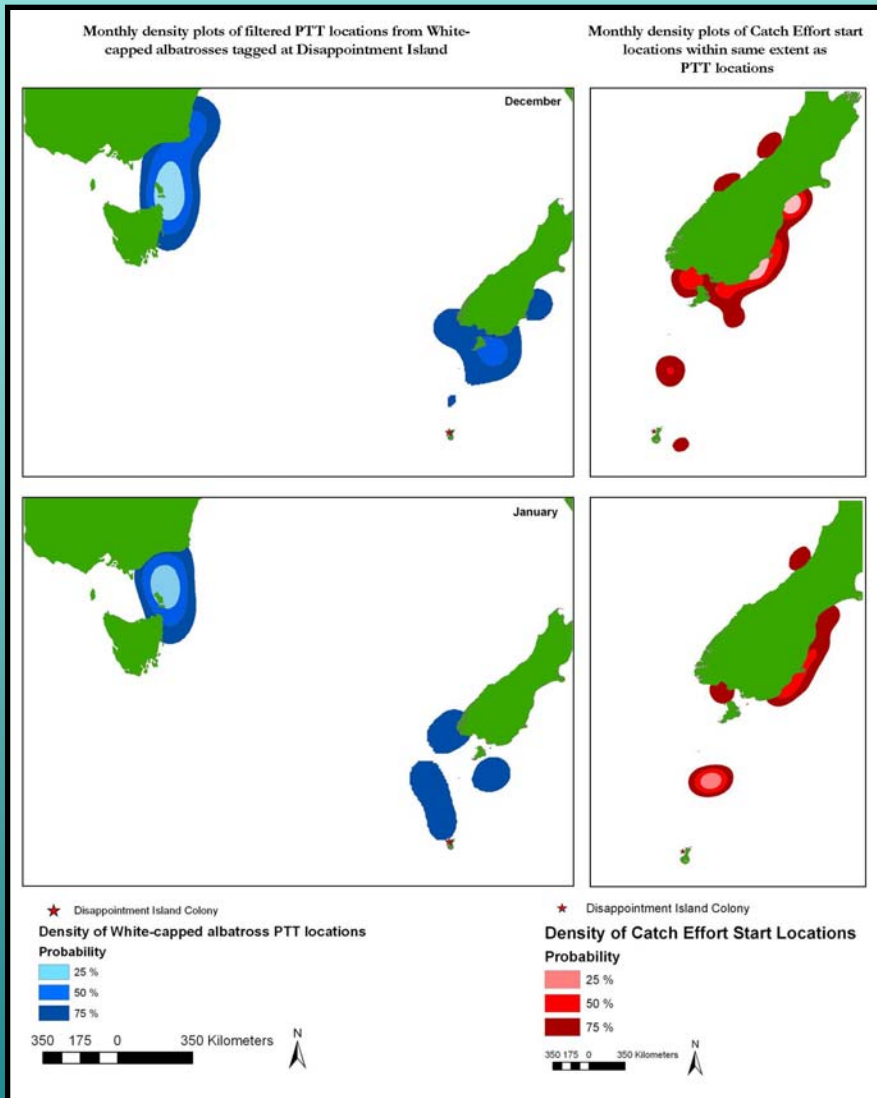 Monthly density plots of filtered PTT locations from White-
capped albatrosses tagged at Disappointment Island
Monthly density plots of Catch Effort start
locations within same extent as
PTT locations
December
January
Disappointment Island Colony
Density of White-capped albatross PTT locations
Probability
25 %
50 %
75 %
350 175 0 350 Kilometers
N
Disappointment Island Colony
Density of Catch Effort Start Locations
Probability
25 %
50 %
75 %
350 175 0 350 Kilometers
N